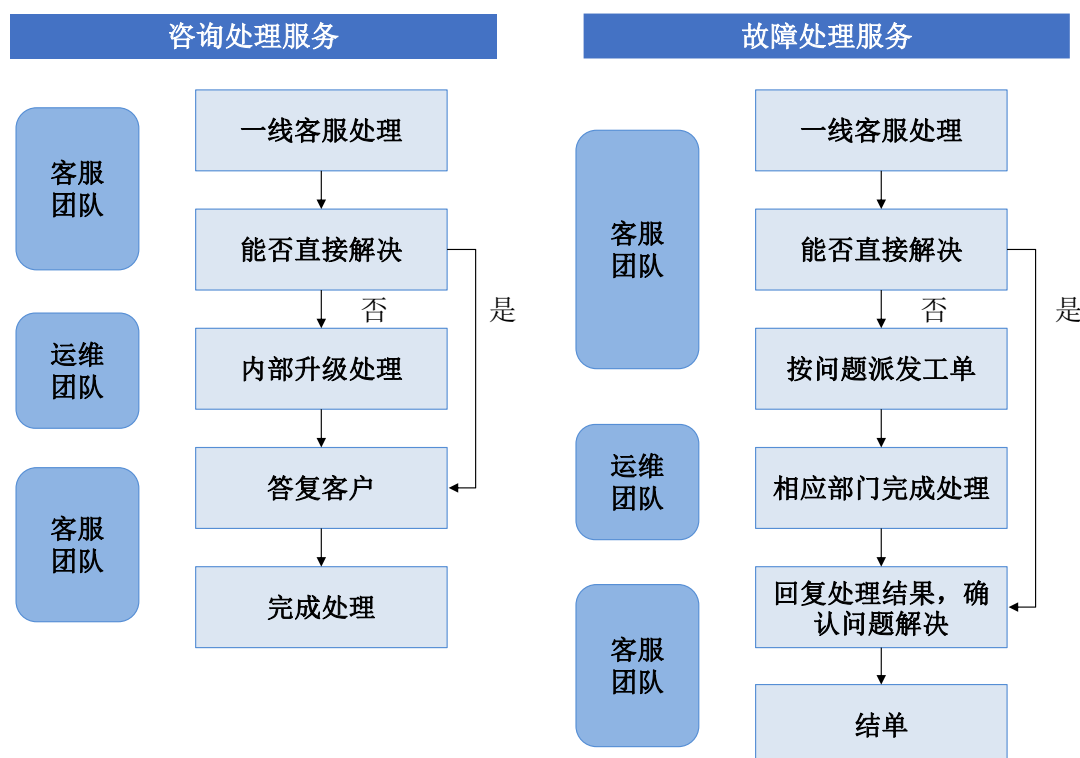 咨询处理服务
客服
团队
运维
团队
客服
团队
一线客服处理
能否直接解决
否
是
内部升级处理
答复客户
完成处理
故障处理服务
客服
团队
运维
团队
客服
团队
一线客服处理
能否直接解决
否
是
按问题派发工单
相应部门完成处理
回复处理结果，确
认问题解决
结单